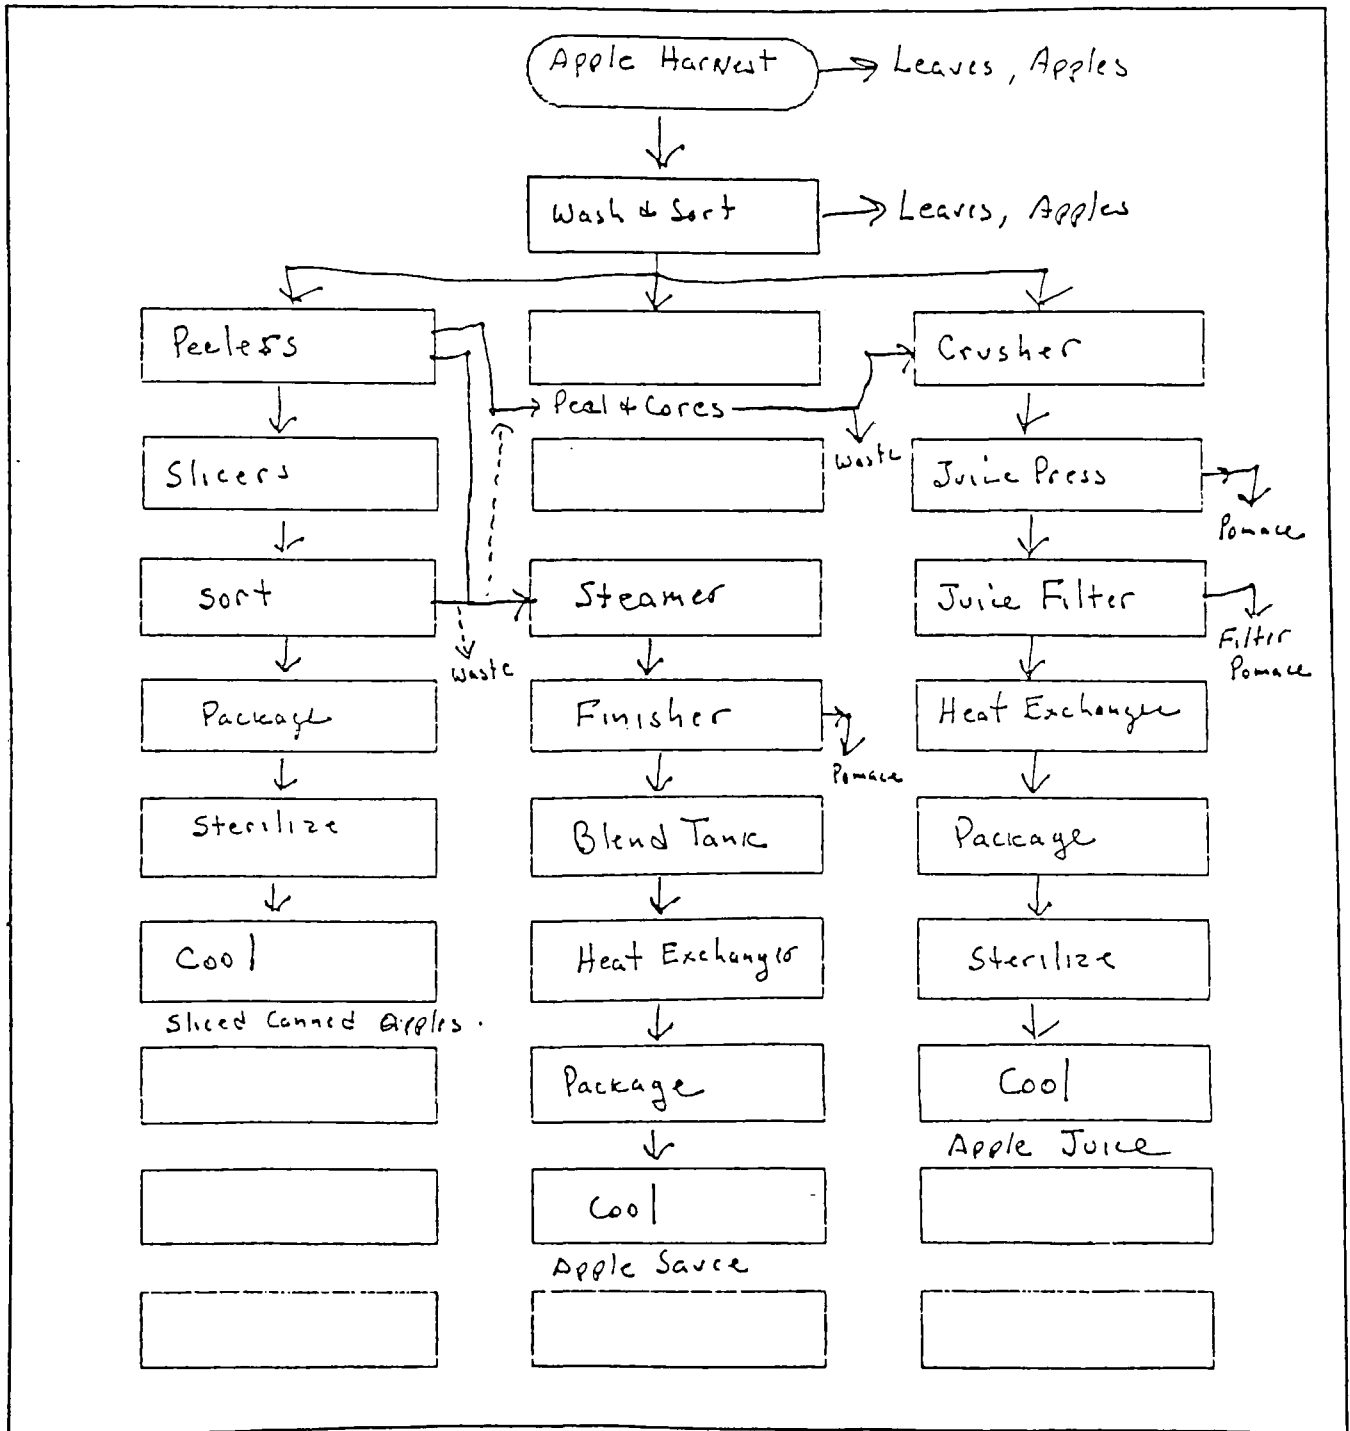 Apple Harvest → Leaves, Apples
Wash & Sort → Leaves, Apples
Peelers
Crusher
Peal & Cores
Waste
Slicers
Juice Press
Pomace
Sort
Steamer
Juice Filter
Waste
Filter
Pomace
Package
Finisher
Heat Exchanger
Pomace
Sterilize
Blend Tank
Package
Cool
Heat Exchanger
Sterilize
Sliced Canned Apples.
Package
Cool
Apple Juice
Cool
Apple Sauce